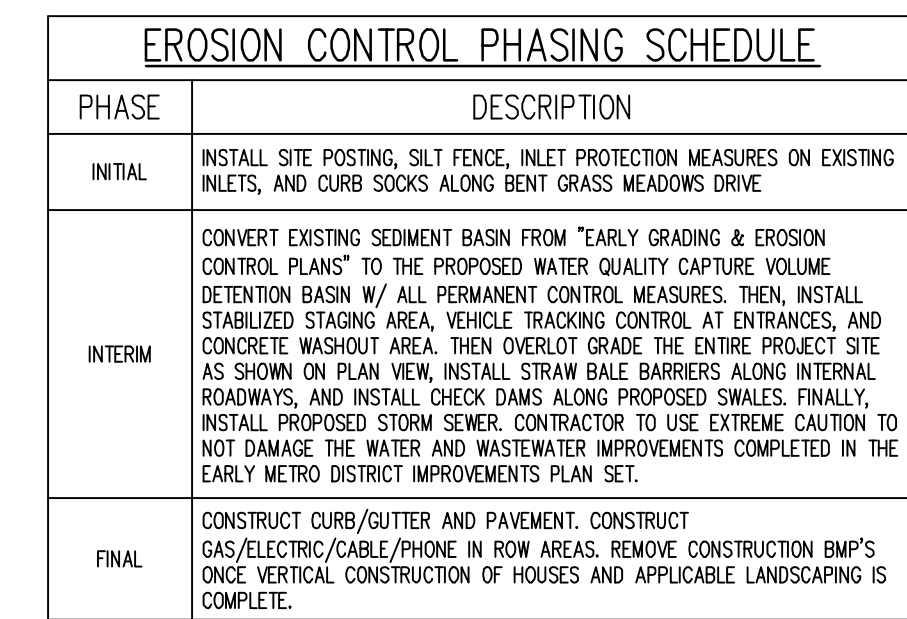 EROSION CONTROL PHASING SCHEDULE
PHASE DESCRIPTION
INITIAL
INSTALL SITE POSTING, SILT FENCE, INLET PROTECTION MEASURES ON EXISTING
INLETS, AND CURB SOCKS ALONG BENT GRASS MEADOWS DRIVE
INTERIM
CONVERT EXISTING SEDIMENT BASIN FROM "EARLY GRADING & EROSION
CONTROL PLANS" TO THE PROPOSED WATER QUALITY CAPTURE VOLUME
DETENTION BASIN W/ ALL PERMANENT CONTROL MEASURES. THEN, INSTALL
STABILIZED STAGING AREA, VEHICLE TRACKING CONTROL AT ENTRANCES, AND
CONCRETE WASHOUT AREA. THEN OVERLOT GRADE THE ENTIRE PROJECT SITE
AS SHOWN ON PLAN VIEW, INSTALL STRAW BALE BARRIERS ALONG INTERNAL
ROADWAYS, AND INSTALL CHECK DAMS ALONG PROPOSED SWALES. FINALLY,
INSTALL PROPOSED STORM SEWER. CONTRACTOR TO USE EXTREME CAUTION TO
NOT DAMAGE THE WATER AND WASTEWATER IMPROVEMENTS COMPLETED IN THE
EARLY METRO DISTRICT IMPROVEMENTS PLAN SET.
FINAL
CONSTRUCT CURB/GUTTER AND PAVEMENT. CONSTRUCT
GAS/ELECTRIC/CABLE/PHONE IN ROW AREAS. REMOVE CONSTRUCTION BMP'S
ONCE VERTICAL CONSTRUCTION OF HOUSES AND APPLICABLE LANDSCAPING IS
COMPLETE.